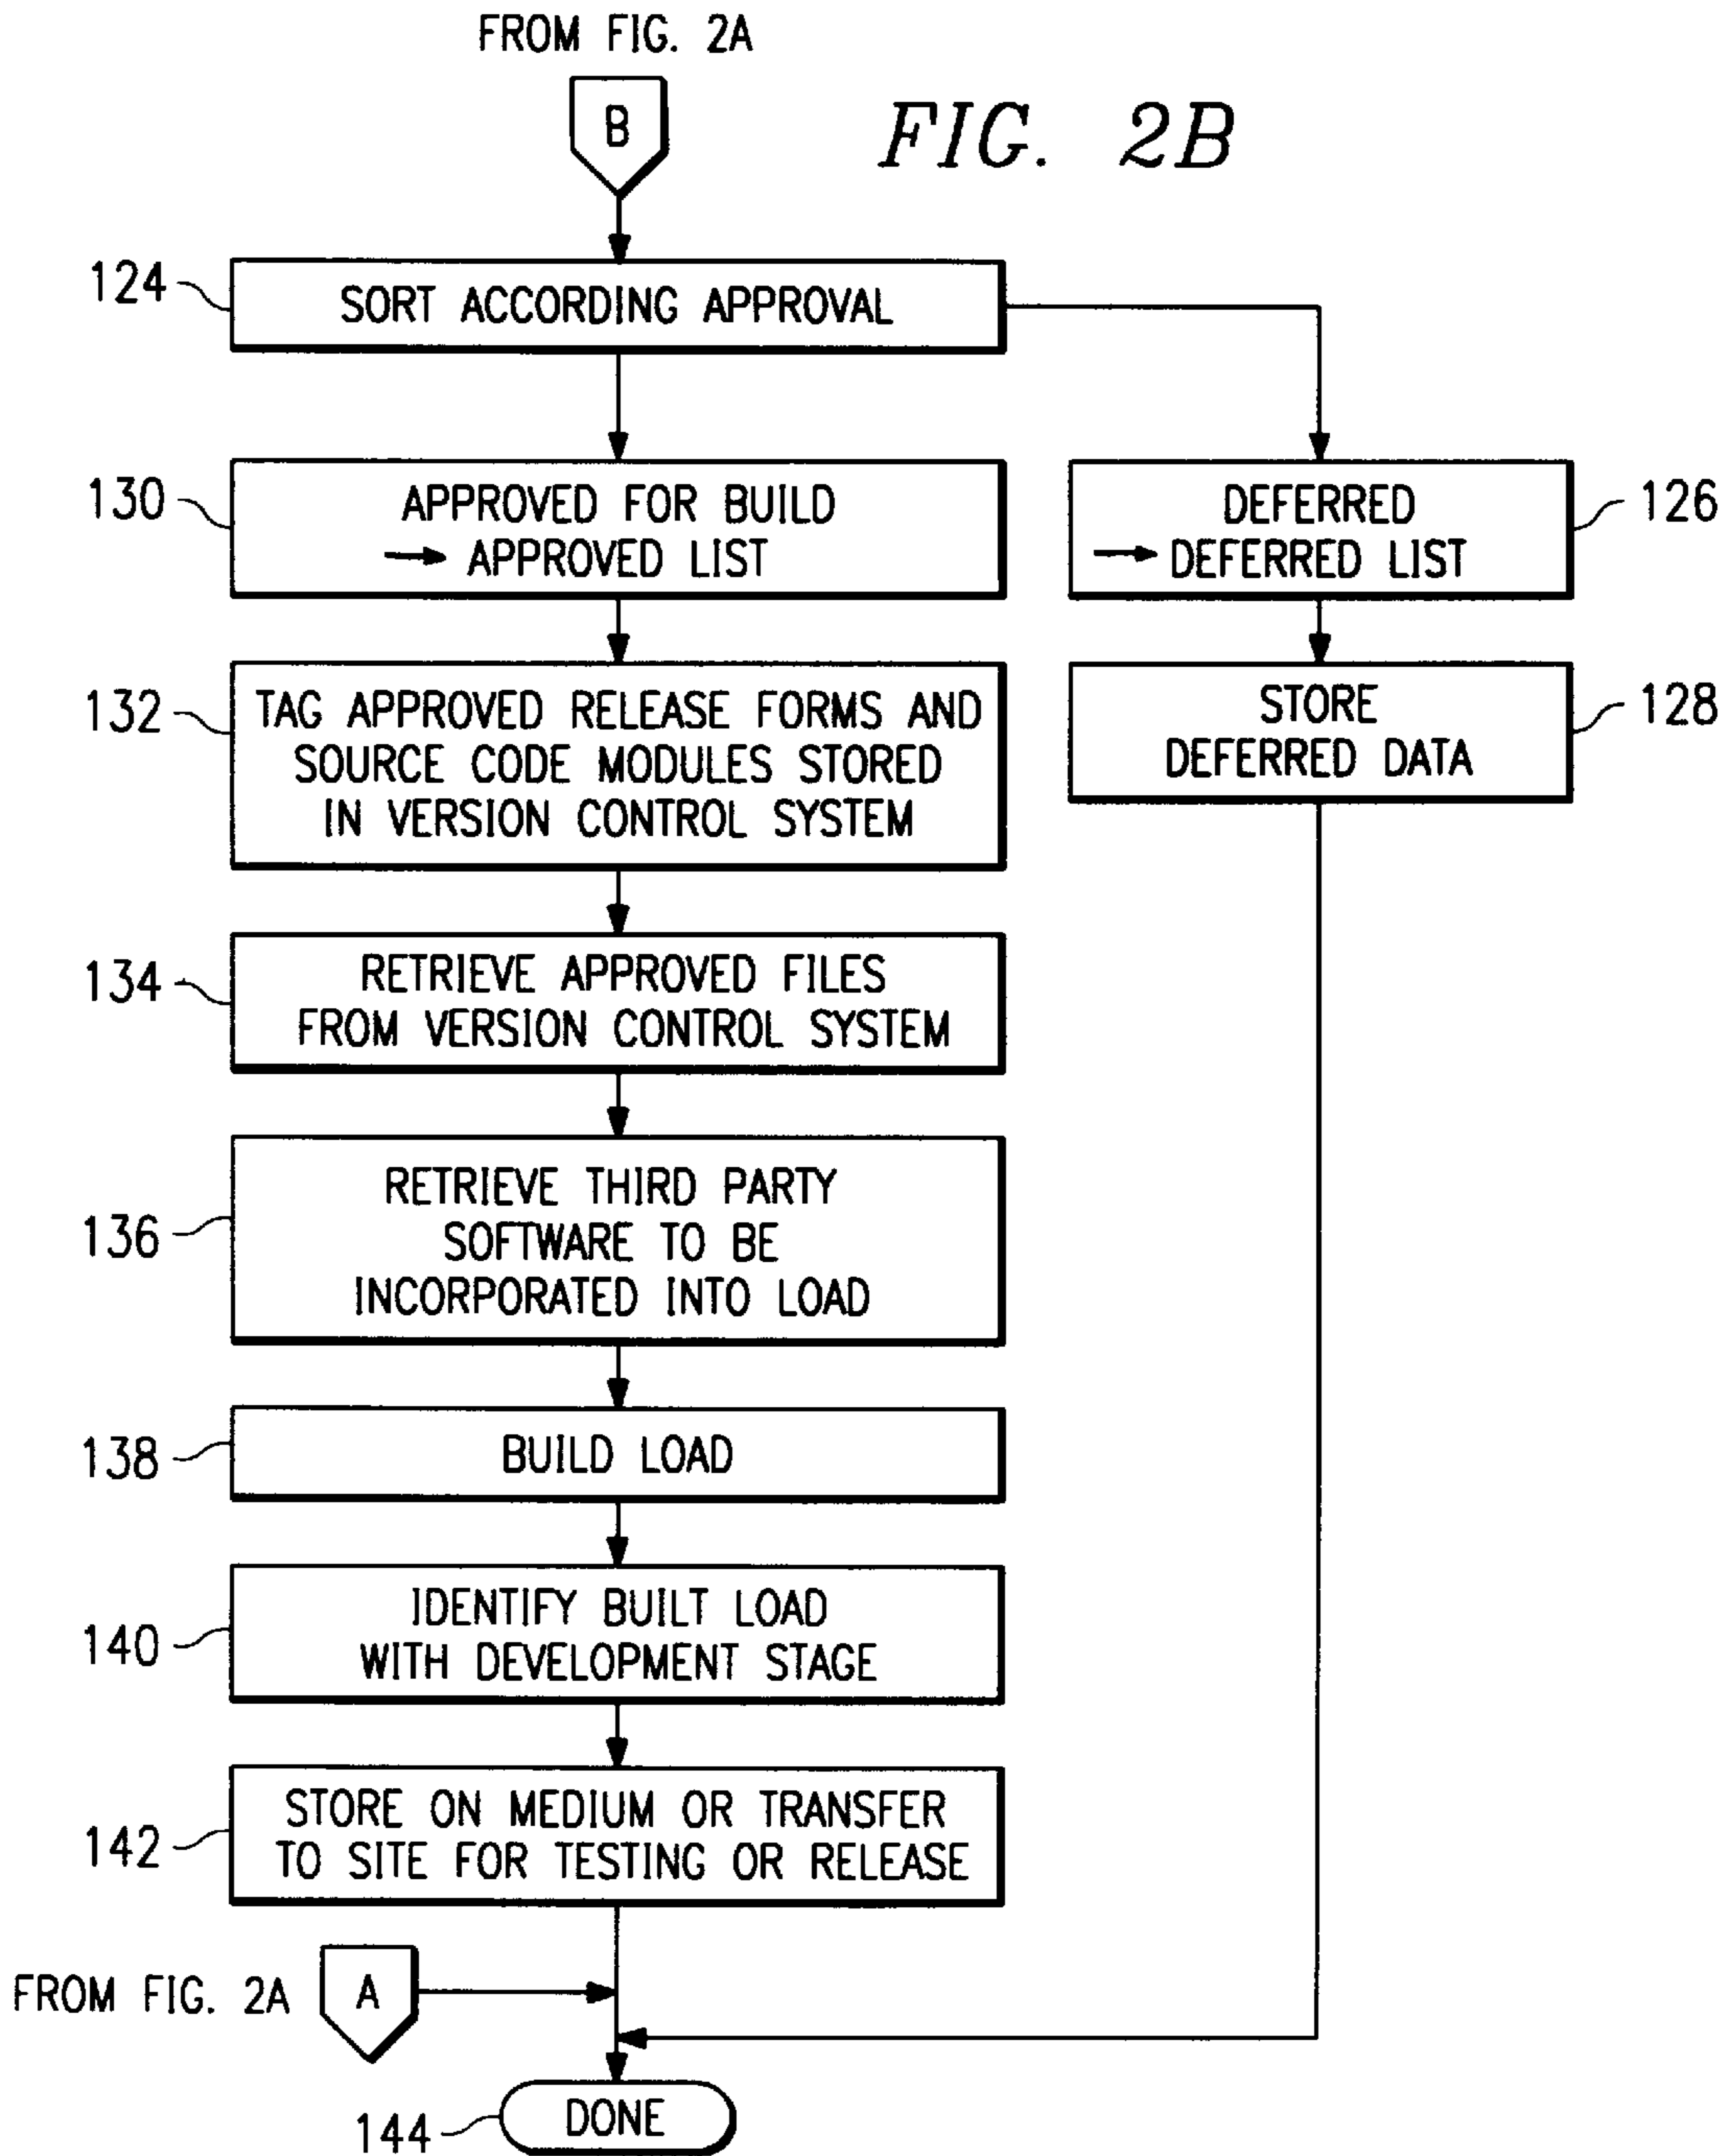 FROM FIG. 2A
B
FIG. 2B
124
SORT ACCORDING APPROVAL
130
APPROVED FOR BUILD
→ APPROVED LIST
DEFERRED
→ DEFERRED LIST
126
132
TAG APPROVED RELEASE FORMS AND
SOURCE CODE MODULES STORED
IN VERSION CONTROL SYSTEM
STORE
DEFERRED DATA
128
134
RETRIEVE APPROVED FILES
FROM VERSION CONTROL SYSTEM
136
RETRIEVE THIRD PARTY
SOFTWARE TO BE
INCORPORATED INTO LOAD
138
BUILD LOAD
140
IDENTIFY BUILT LOAD
WITH DEVELOPMENT STAGE
142
STORE ON MEDIUM OR TRANSFER
TO SITE FOR TESTING OR RELEASE
FROM FIG. 2A
A
144
DONE